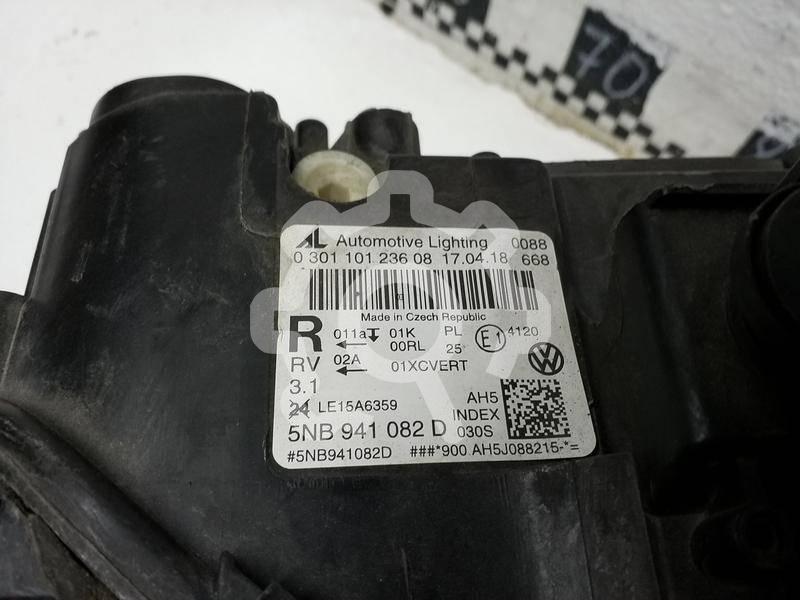 70
AL Automotive Lighting 0088
0 301 101 236 08 17.04.18 668
Made in Czech Republic
R 011a 01K PL E1 4120
00RL 25
RV 02A 01XCVERT
3.1
24 LE15A6359 AH5
INDEX
5NB 941 082 D 030S
#5NB941082D ###*900 AH5J088215-*=